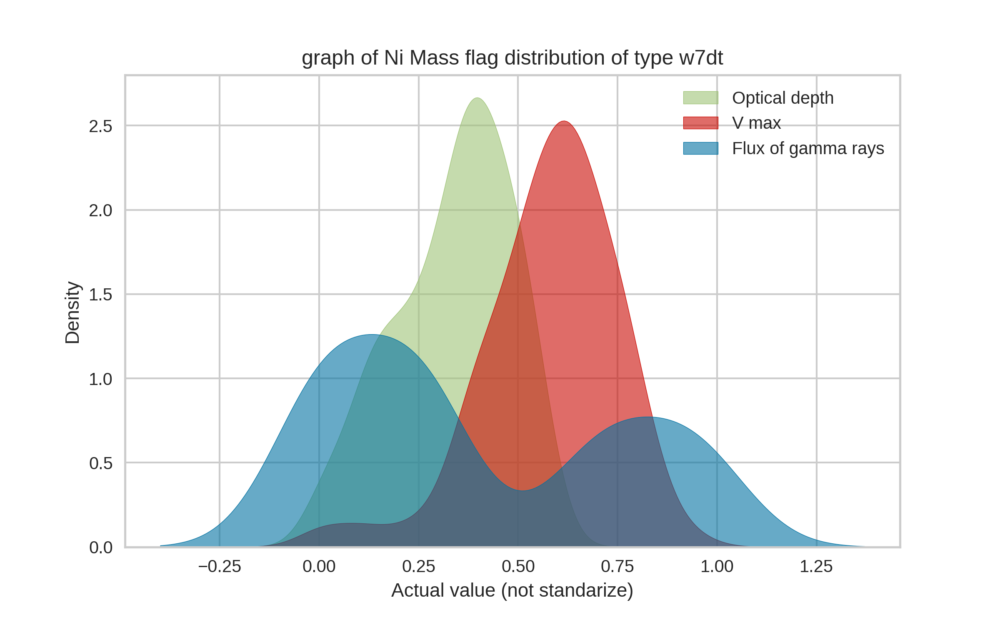 graph of Ni Mass flag distribution of type w7dt
Optical depth
V max
Flux of gamma rays
Density
2.5
2.0
1.5
1.0
0.5
0.0
−0.25 0.00 0.25 0.50 0.75 1.00 1.25
Actual value (not standarize)